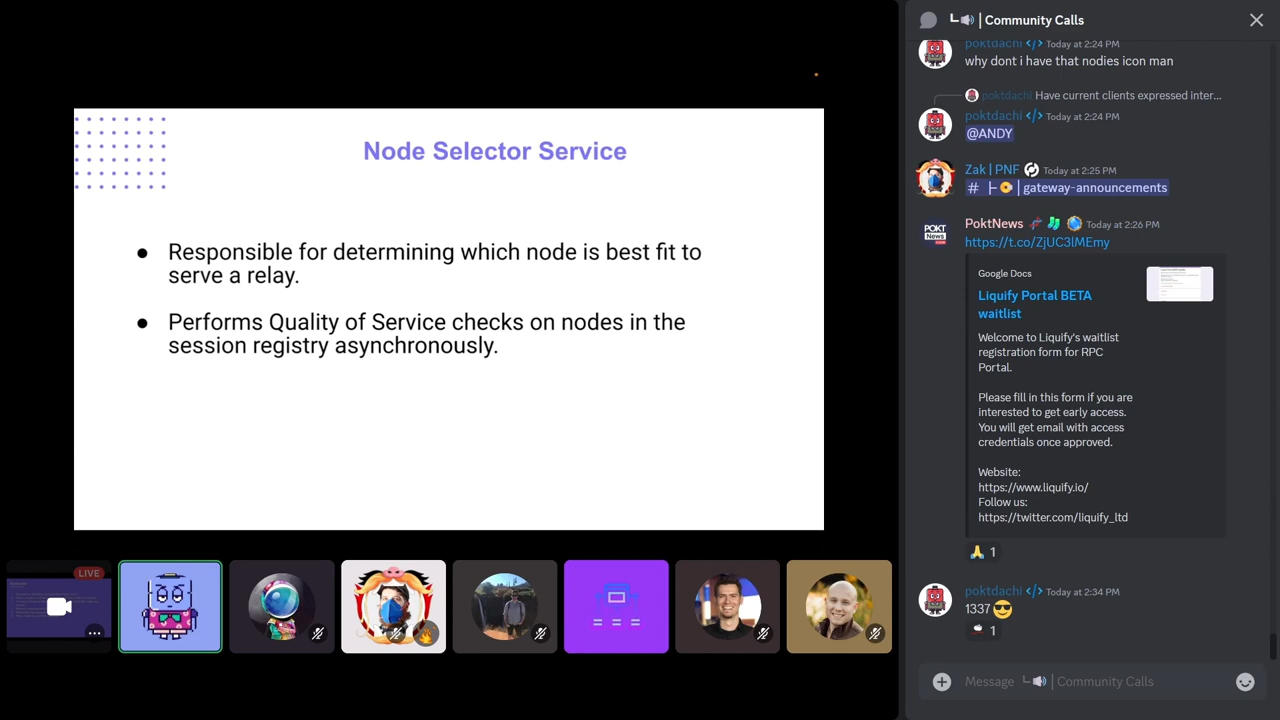 Node Selector Service
● Responsible for determining which node is best fit to
serve a relay.
● Performs Quality of Service checks on nodes in the
session registry asynchronously.
LIVE
| Community Calls
poktdachi </> Today at 2:24 PM
why dont i have that nodies icon man
poktdachi Have current clients expressed inter...
poktdachi </> Today at 2:24 PM
@ANDY
Zak | PNF Today at 2:25 PM
# ├ | gateway-announcements
PoktNews Today at 2:26 PM
POKT
News
https://t.co/ZjUC3lMEmy
Google Docs
Liquify Portal BETA
waitlist
Welcome to Liquify's waitlist
registration form for RPC
Portal.
Please fill in this form if you are
interested to get early access.
You will get email with access
credentials once approved.
Website:
https://www.liquify.io/
Follow us:
https://twitter.com/liquify_ltd
🙏 1
poktdachi </> Today at 2:34 PM
1337 😎
1
Message └🔊 | Community Calls